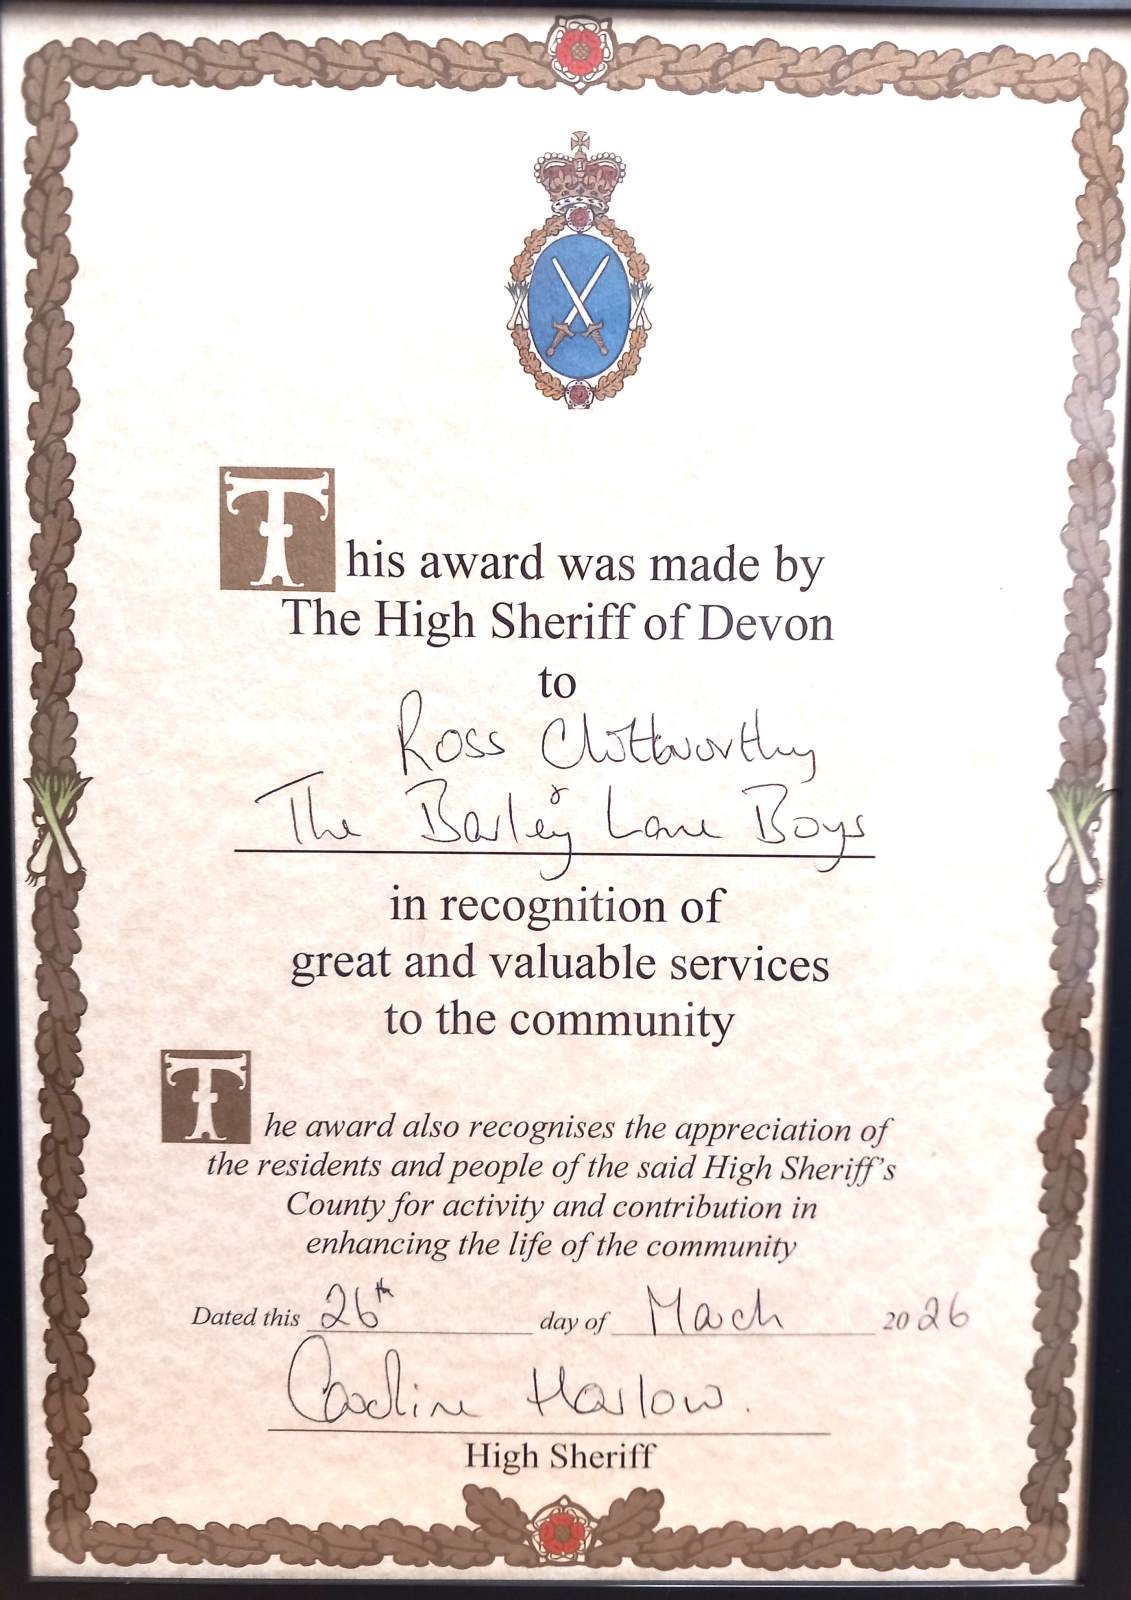 This award was made by
The High Sheriff of Devon
to
Ross
The Barley Lane Boys
in recognition of
great and valuable services
to the community
The award also recognises the appreciation of
the residents and people of the said High Sheriff's
County for activity and contribution in
enhancing the life of the community
Dated this 26th day of March 2026
Caroline Harlow.
High Sheriff